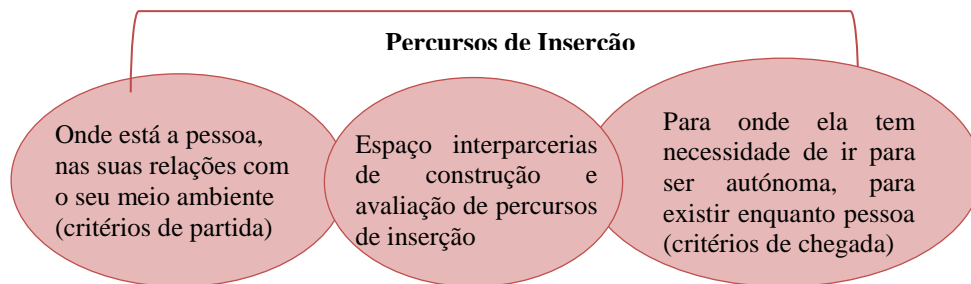 Percursos de Inserção
Onde está a pessoa,
nas suas relações com
o seu meio ambiente
(critérios de partida)
Espaço interparcerias
de construção e
avaliação de percursos
de inserção
Para onde ela tem
necessidade de ir para
ser autónoma, para
existir enquanto pessoa
(critérios de chegada)